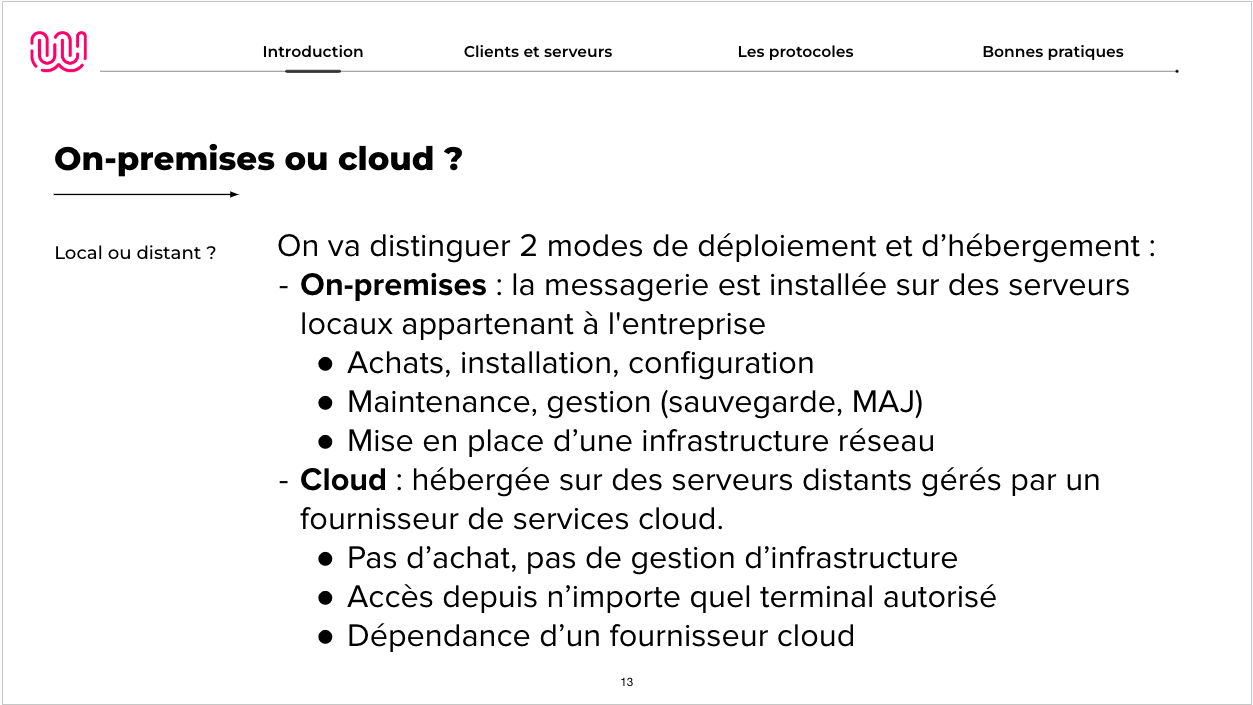 Introduction
Clients et serveurs
Les protocoles
Bonnes pratiques
On-premises ou cloud ?
Local ou distant ?
On va distinguer 2 modes de déploiement et d’hébergement :
- On-premises : la messagerie est installée sur des serveurs
locaux appartenant à l'entreprise
● Achats, installation, configuration
● Maintenance, gestion (sauvegarde, MAJ)
● Mise en place d’une infrastructure réseau
- Cloud : hébergée sur des serveurs distants gérés par un
fournisseur de services cloud.
● Pas d’achat, pas de gestion d’infrastructure
● Accès depuis n’importe quel terminal autorisé
● Dépendance d’un fournisseur cloud
13